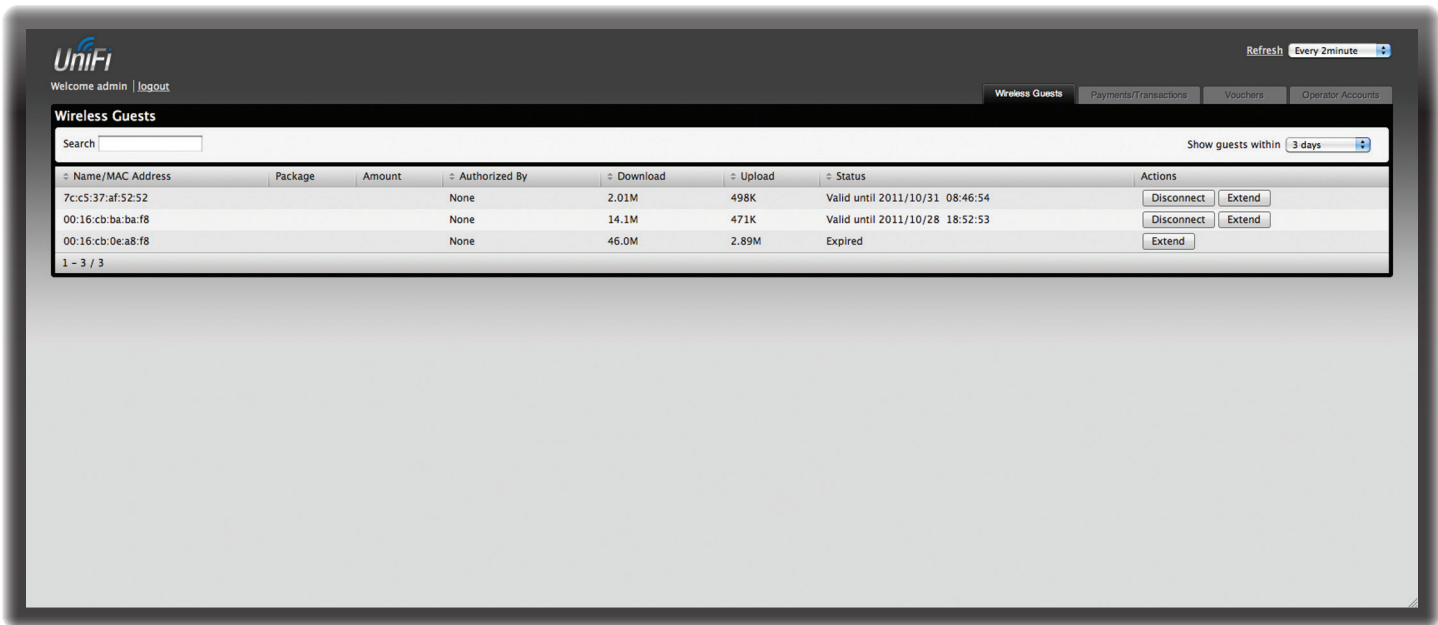 UniFi
Refresh Every 2minute
Welcome admin | logout
Wireless Guests Payments/Transactions Vouchers Operator Accounts
Wireless Guests
Search Show guests within 3 days
Name/MAC Address Package Amount Authorized By Download Upload Status Actions
7c:c5:37:af:52:52 None 2.01M 498K Valid until 2011/10/31 08:46:54 Disconnect Extend
00:16:cb:ba:ba:f8 None 14.1M 471K Valid until 2011/10/28 18:52:53 Disconnect Extend
00:16:cb:0e:a8:f8 None 46.0M 2.89M Expired Extend
1 - 3 / 3